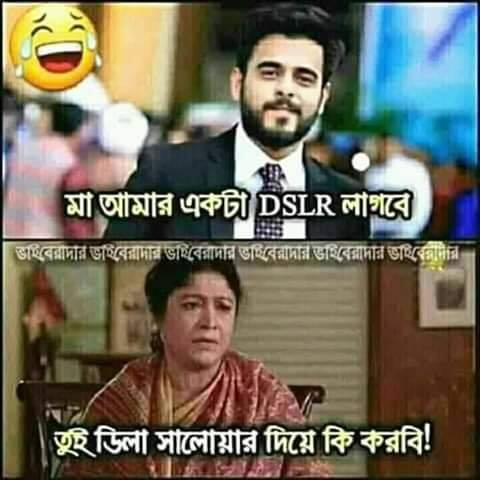 মা আমার একটা DSLR লাগবে
ভাইবেরাদার ভাইবেরাদার ভাইবেরাদার ভাইবেরাদার ভাইবেরাদার ভাইবেরাদার
তুই ডিলা সালোয়ার দিয়ে কি করবি!